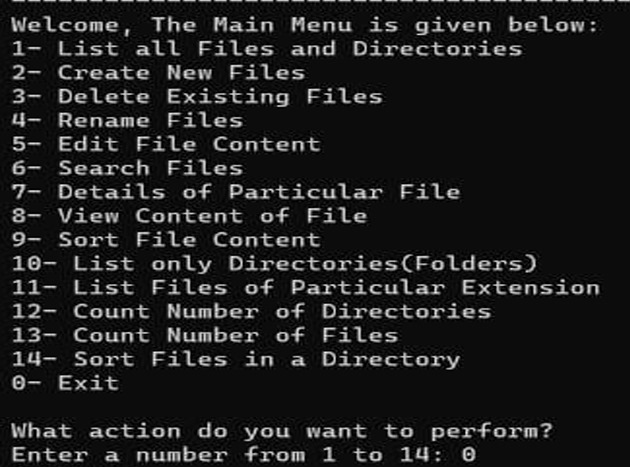 Welcome, The Main Menu is given below:
1- List all Files and Directories
2- Create New Files
3- Delete Existing Files
4- Rename Files
5- Edit File Content
6- Search Files
7- Details of Particular File
8- View Content of File
9- Sort File Content
10- List only Directories(Folders)
11- List Files of Particular Extension
12- Count Number of Directories
13- Count Number of Files
14- Sort Files in a Directory
0- Exit
What action do you want to perform?
Enter a number from 1 to 14: 0